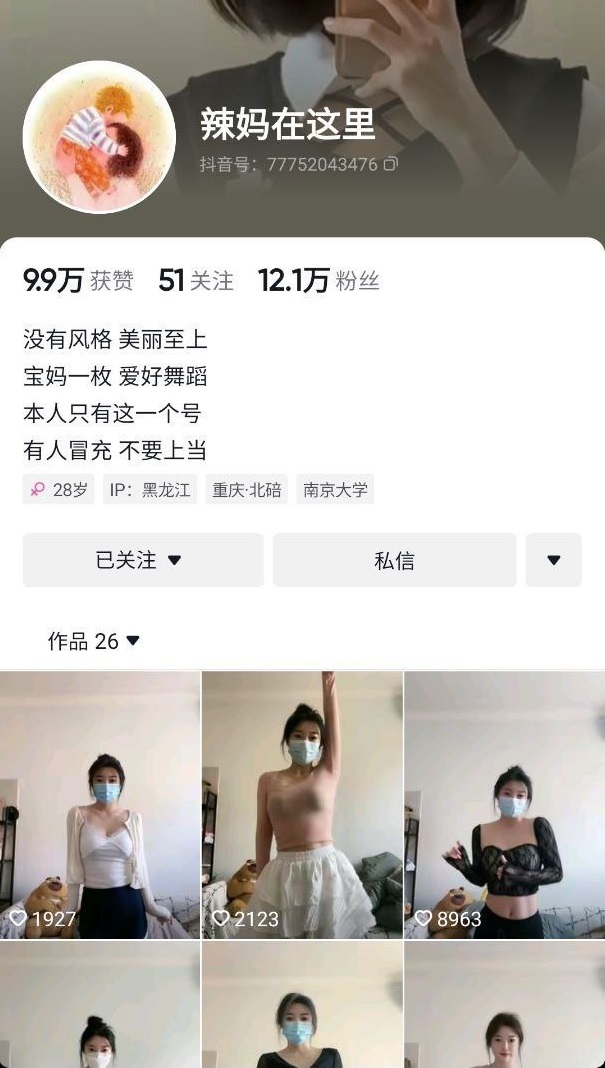 辣妈在这里
抖音号：77752043476
9.9万 获赞 51 关注 12.1万 粉丝
没有风格 美丽至上
宝妈一枚 爱好舞蹈
本人只有这一个号
有人冒充 不要上当
28岁 IP：黑龙江 重庆·北碚 南京大学
已关注 私信
作品 26
1927 2123 8963